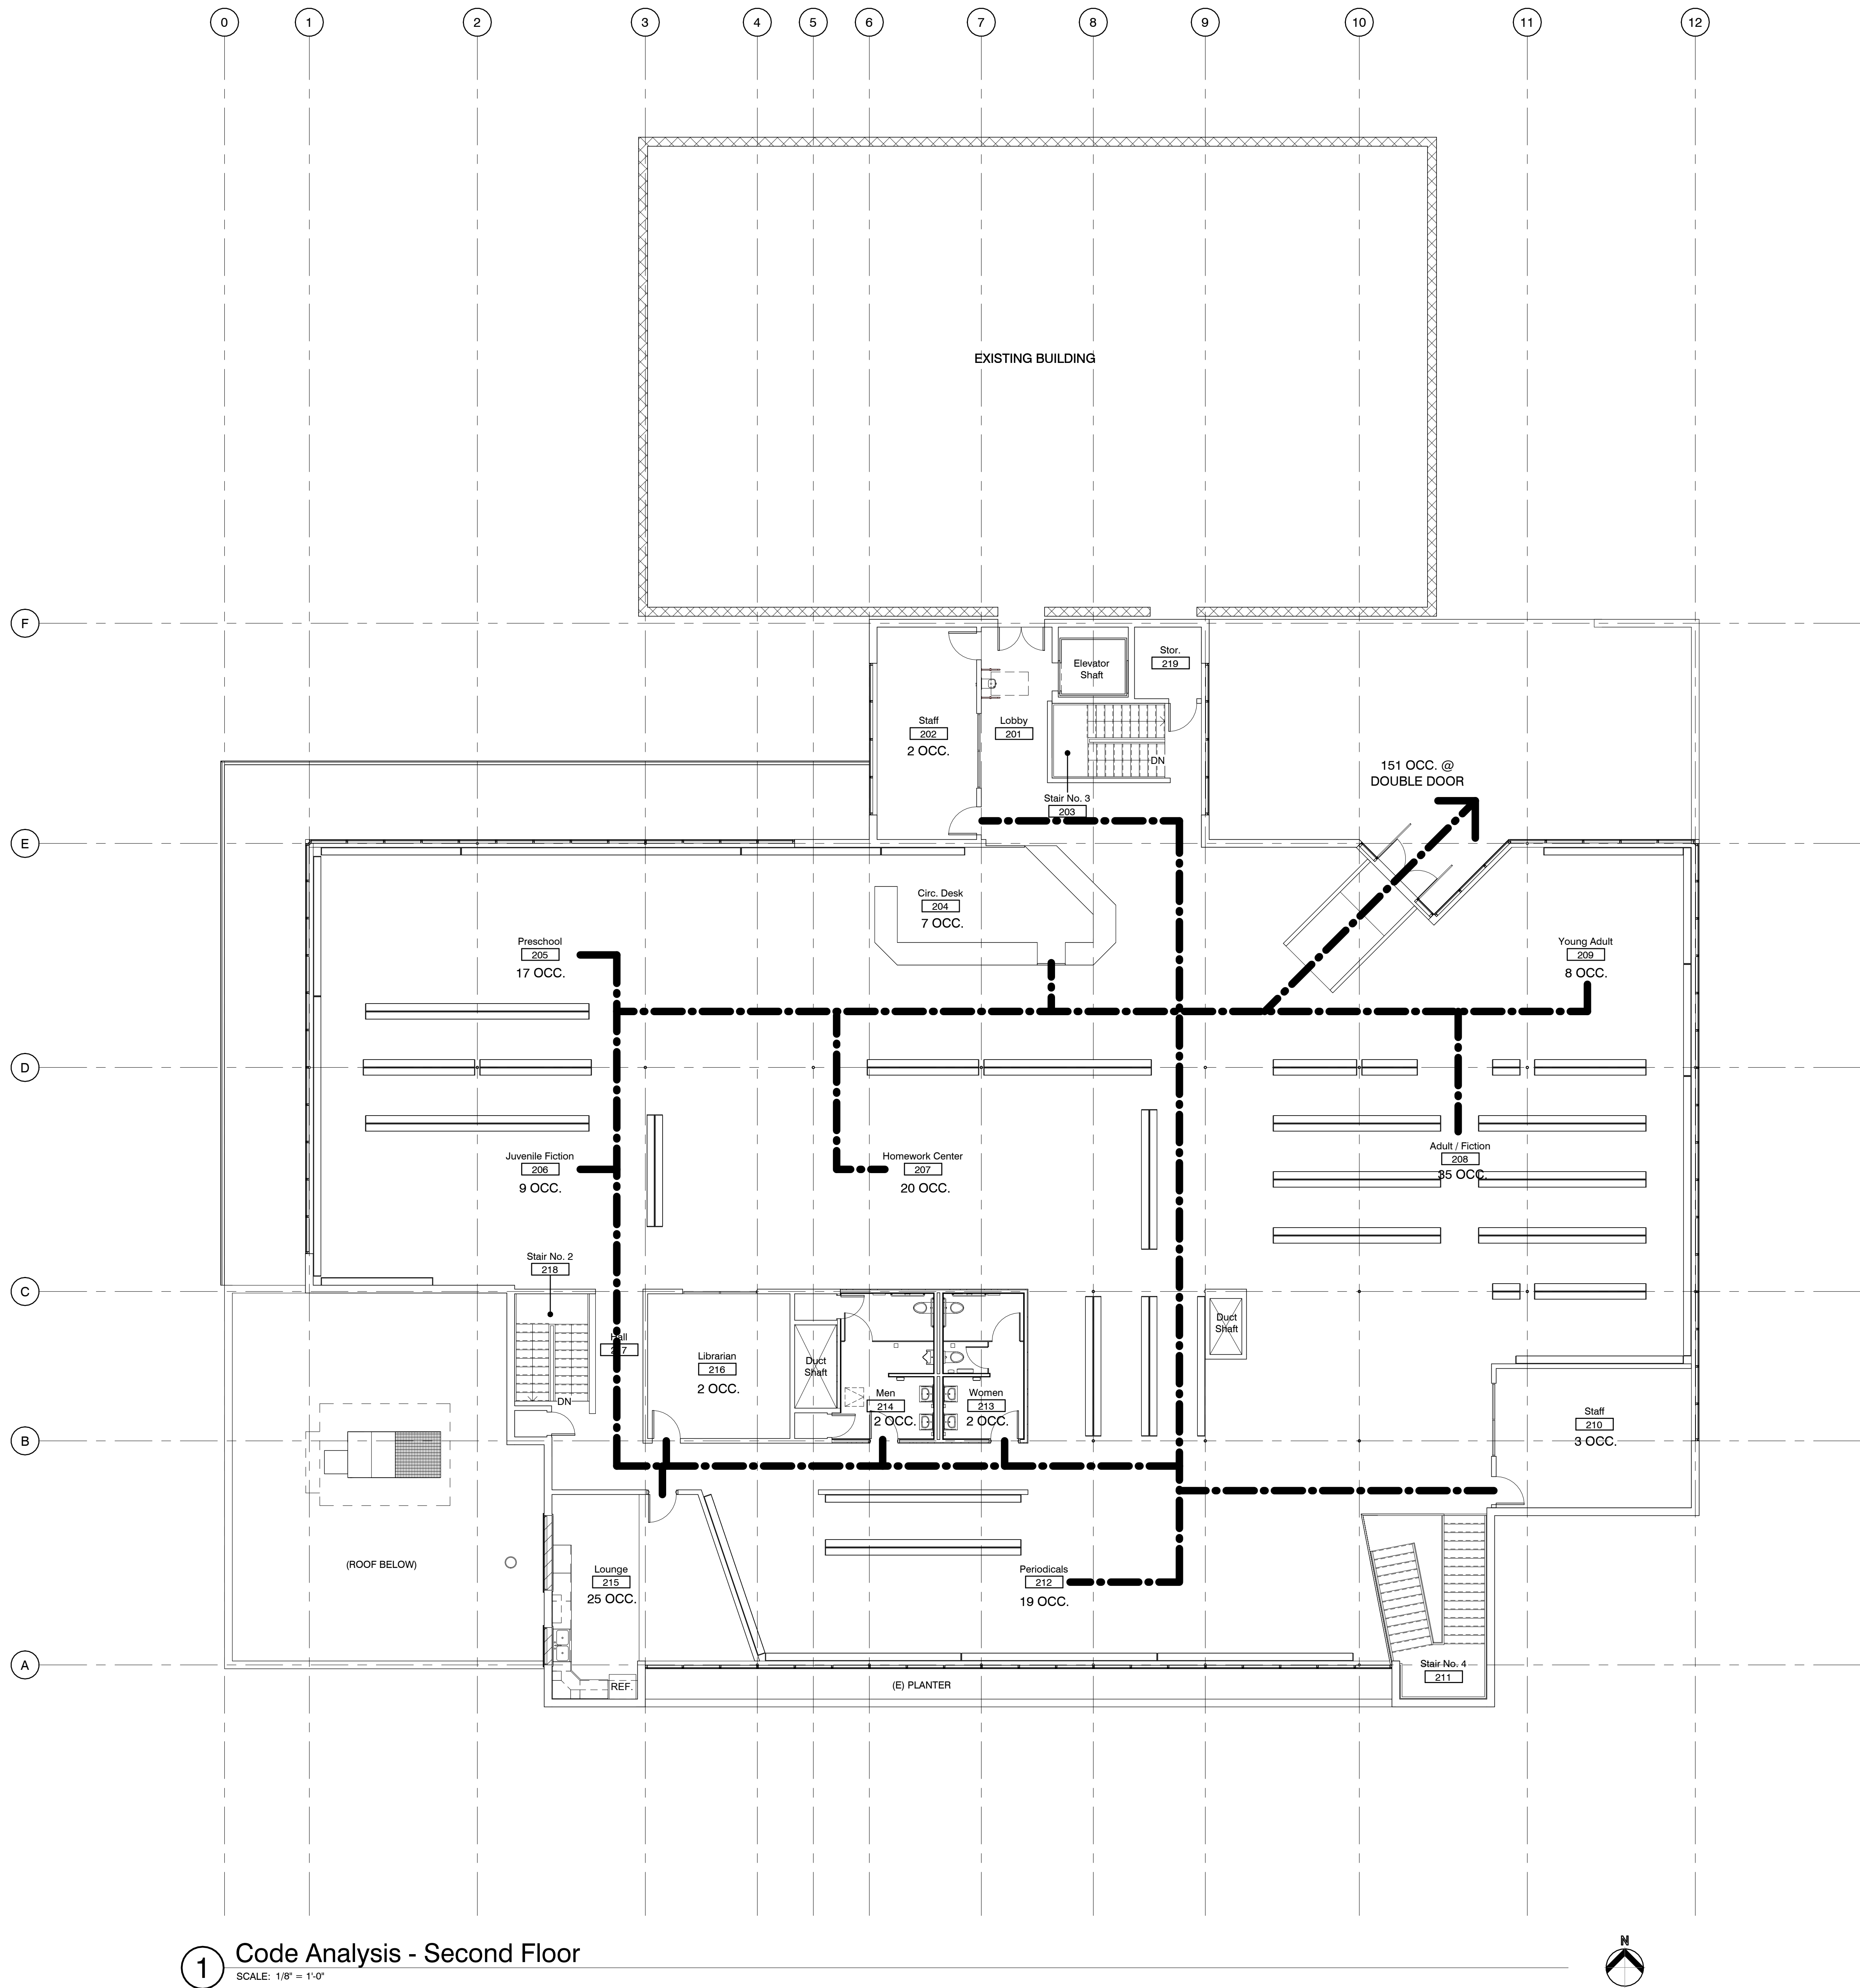 0 1 2 3 4 5 6 7 8 9 10 11 12
EXISTING BUILDING
F
Elevator
Shaft
Stor.
219
Staff
202
2 OCC.
Lobby
201
DN
Stair No. 3
203
151 OCC. @
DOUBLE DOOR
E
Circ. Desk
204
7 OCC.
Preschool
205
17 OCC.
Young Adult
209
8 OCC.
D
Juvenile Fiction
206
9 OCC.
Homework Center
207
20 OCC.
Adult / Fiction
208
35 OCC.
Stair No. 2
218
C
Hall
217
DN
Librarian
216
2 OCC.
Duct
Shaft
Men
214
2 OCC.
Women
213
2 OCC.
Duct
Shaft
Staff
210
3 OCC.
B
(ROOF BELOW)
Lounge
215
25 OCC.
Periodicals
212
19 OCC.
A
Stair No. 4
211
REF.
(E) PLANTER
1
Code Analysis - Second Floor
SCALE: 1/8" = 1'-0"
N